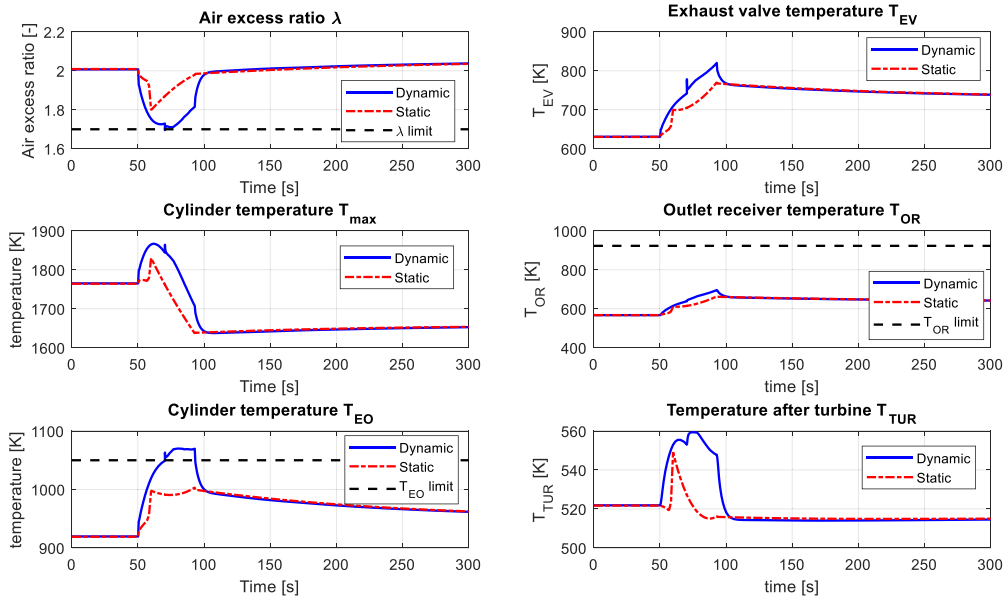 Air excess ratio λ
Air excess ratio [-]
2.2
2
1.8
1.6
Dynamic
Static
λ limit
0
50
100
150
200
250
300
Time [s]
Exhaust valve temperature T_EV
T_EV [K]
900
800
700
600
Dynamic
Static
0
50
100
150
200
250
300
time [s]
Cylinder temperature T_max
temperature [K]
1900
1800
1700
1600
Dynamic
Static
0
50
100
150
200
250
300
Time [s]
Outlet receiver temperature T_OR
T_OR [K]
1000
800
600
400
Dynamic
Static
T_OR limit
0
50
100
150
200
250
300
time [s]
Cylinder temperature T_EO
temperature [K]
1100
1000
900
Dynamic
Static
T_EO limit
0
50
100
150
200
250
300
Time [s]
Temperature after turbine T_TUR
T_TUR [K]
560
540
520
500
Dynamic
Static
0
50
100
150
200
250
300
time [s]